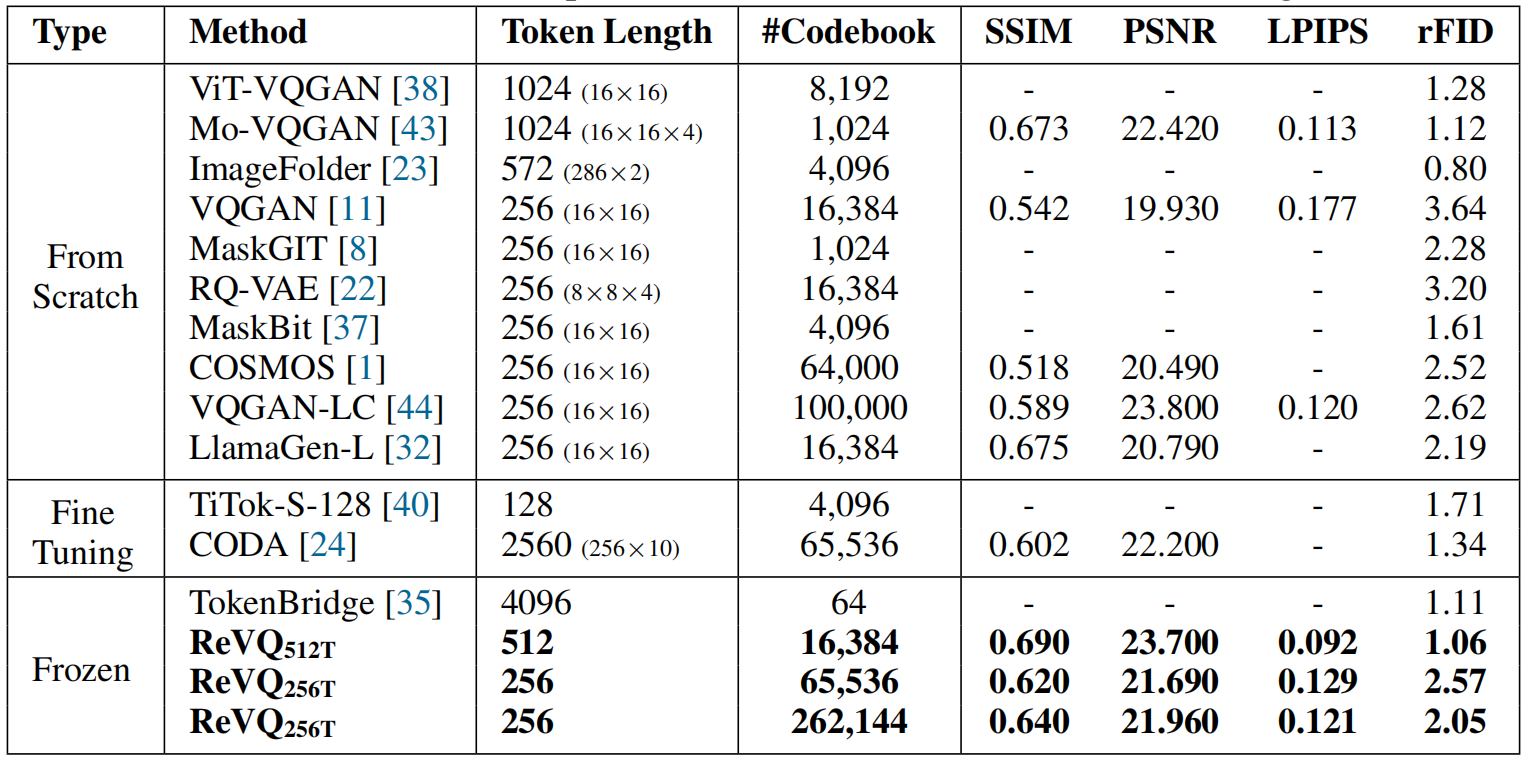 Type Method Token Length #Codebook SSIM PSNR LPIPS rFID
From Scratch
ViT-VQGAN [38] 1024 (16×16) 8,192 - - - 1.28
Mo-VQGAN [43] 1024 (16×16×4) 1,024 0.673 22.420 0.113 1.12
ImageFolder [23] 572 (286×2) 4,096 - - - 0.80
VQGAN [11] 256 (16×16) 16,384 0.542 19.930 0.177 3.64
MaskGIT [8] 256 (16×16) 1,024 - - - 2.28
RQ-VAE [22] 256 (8×8×4) 16,384 - - - 3.20
MaskBit [37] 256 (16×16) 4,096 - - - 1.61
COSMOS [1] 256 (16×16) 64,000 0.518 20.490 - 2.52
VQGAN-LC [44] 256 (16×16) 100,000 0.589 23.800 0.120 2.62
LlamaGen-L [32] 256 (16×16) 16,384 0.675 20.790 - 2.19
Fine Tuning
TiTok-S-128 [40] 128 4,096 - - - 1.71
CODA [24] 2560 (256×10) 65,536 0.602 22.200 - 1.34
Frozen
TokenBridge [35] 4096 64 - - - 1.11
ReVQ512T 512 16,384 0.690 23.700 0.092 1.06
ReVQ256T 256 65,536 0.620 21.690 0.129 2.57
ReVQ256T 256 262,144 0.640 21.960 0.121 2.05